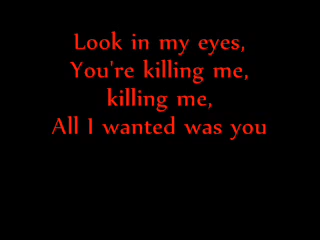 Look in my eyes,
You're killing me,
killing me,
All I wanted was you